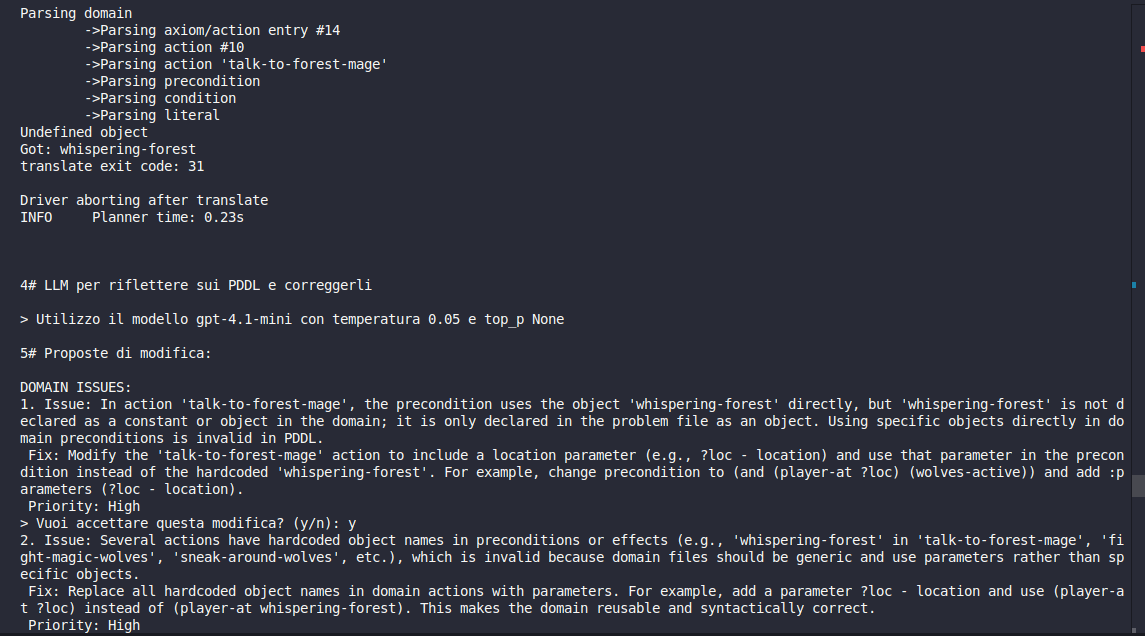 Parsing domain
->Parsing axiom/action entry #14
->Parsing action #10
->Parsing action 'talk-to-forest-mage'
->Parsing precondition
->Parsing condition
->Parsing literal
Undefined object
Got: whispering-forest
translate exit code: 31
Driver aborting after translate
INFO     Planner time: 0.23s
4# LLM per riflettere sui PDDL e correggerli
> Utilizzo il modello gpt-4.1-mini con temperatura 0.05 e top_p None
5# Proposte di modifica:
DOMAIN ISSUES:
1. Issue: In action 'talk-to-forest-mage', the precondition uses the object 'whispering-forest' directly, but 'whispering-forest' is not d
eclared as a constant or object in the domain; it is only declared in the problem file as an object. Using specific objects directly in do
main preconditions is invalid in PDDL.
Fix: Modify the 'talk-to-forest-mage' action to include a location parameter (e.g., ?loc - location) and use that parameter in the precon
dition instead of the hardcoded 'whispering-forest'. For example, change precondition to (and (player-at ?loc) (wolves-active)) and add :p
arameters (?loc - location).
Priority: High
> Vuoi accettare questa modifica? (y/n): y
2. Issue: Several actions have hardcoded object names in preconditions or effects (e.g., 'whispering-forest' in 'talk-to-forest-mage', 'fi
ght-magic-wolves', 'sneak-around-wolves', etc.), which is invalid because domain files should be generic and use parameters rather than sp
ecific objects.
Fix: Replace all hardcoded object names in domain actions with parameters. For example, add a parameter ?loc - location and use (player-a
t ?loc) instead of (player-at whispering-forest). This makes the domain reusable and syntactically correct.
Priority: High